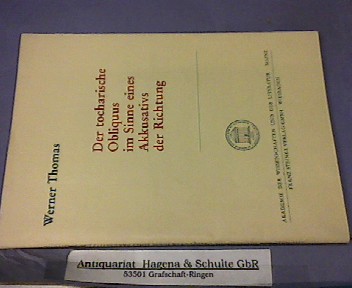 Werner Thomas
Der tocharische
Obliquus
im Sinne eines
Akkusativs
der Richtung
AKADEMIE DER WISSENSCHAFTEN UND DER LITERATUR · MAINZ
FRANZ STEINER VERLAG GMBH · WIESBADEN
Antiquariat Hagena & Schulte GbR
53501 Grafschaft-Ringen